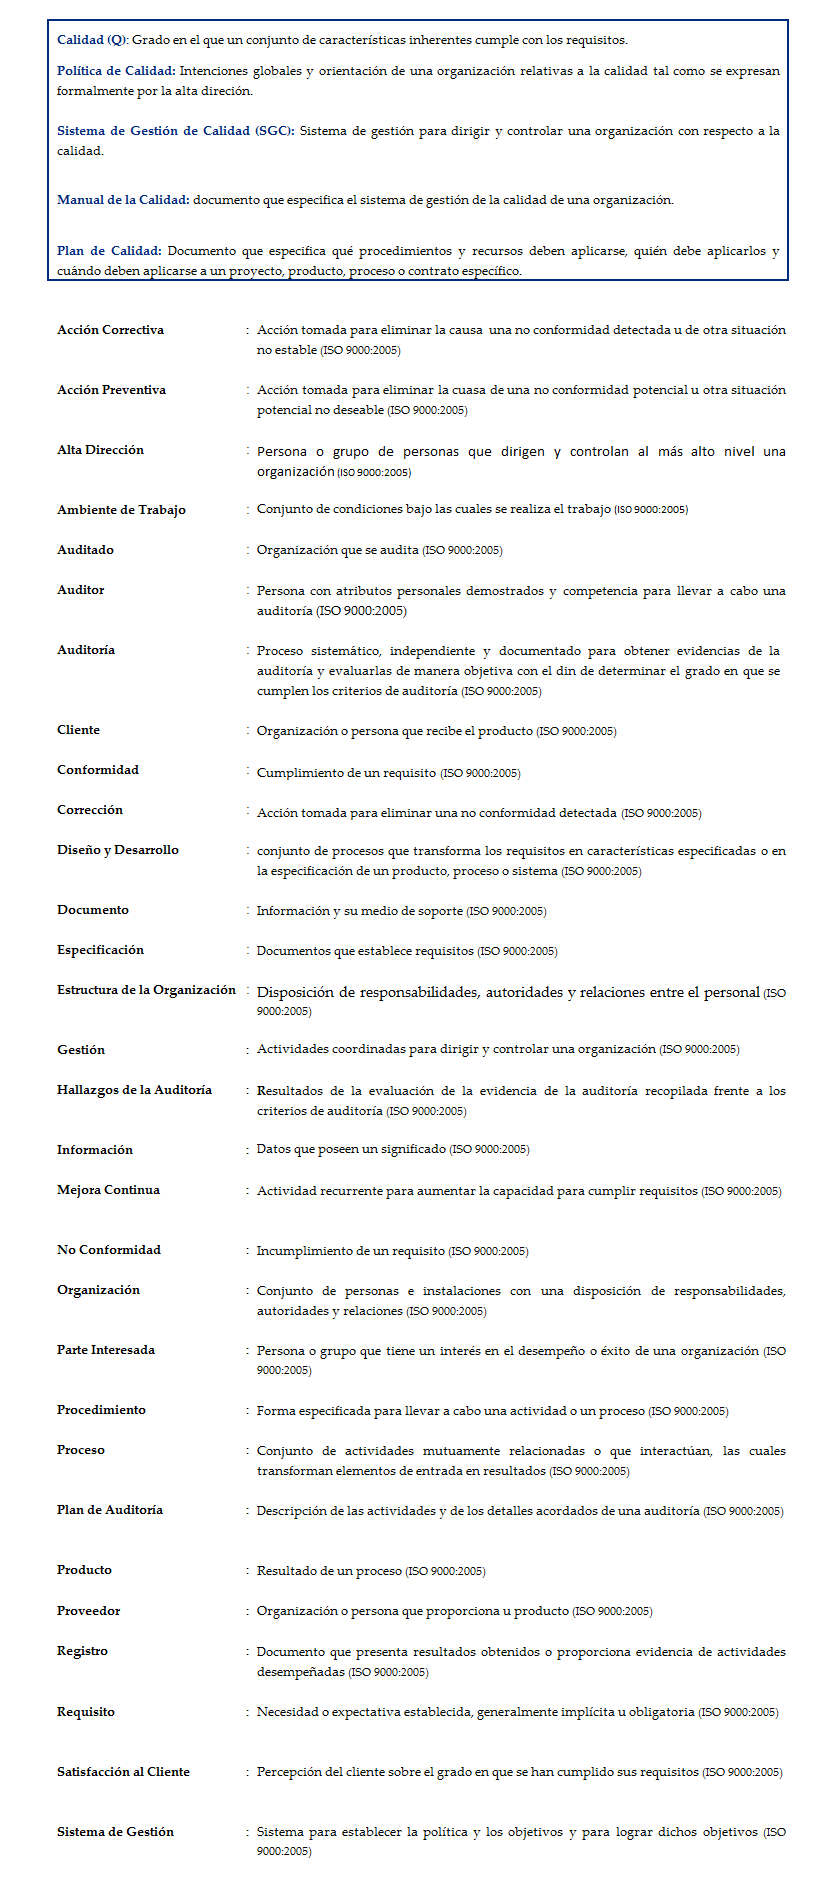 Calidad (Q): Grado en el que un conjunto de características inherentes cumple con los requisitos.
Política de Calidad: Intenciones globales y orientación de una organización relativas a la calidad tal como se expresan
formalmente por la alta direción.
Sistema de Gestión de Calidad (SGC): Sistema de gestión para dirigir y controlar una organización con respecto a la
calidad.
Manual de la Calidad: documento que especifica el sistema de gestión de la calidad de una organización.
Plan de Calidad: Documento que especifica qué procedimientos y recursos deben aplicarse, quién debe aplicarlos y
cuándo deben aplicarse a un proyecto, producto, proceso o contrato específico.
Acción Correctiva : Acción tomada para eliminar la causa una no conformidad detectada u de otra situación
no estable (ISO 9000:2005)
Acción Preventiva : Acción tomada para eliminar la cuasa de una no conformidad potencial u otra situación
potencial no deseable (ISO 9000:2005)
Alta Dirección : Persona o grupo de personas que dirigen y controlan al más alto nivel una
organización (ISO 9000:2005)
Ambiente de Trabajo : Conjunto de condiciones bajo las cuales se realiza el trabajo (ISO 9000:2005)
Auditado : Organización que se audita (ISO 9000:2005)
Auditor : Persona con atributos personales demostrados y competencia para llevar a cabo una
auditoría (ISO 9000:2005)
Auditoría : Proceso sistemático, independiente y documentado para obtener evidencias de la
auditoría y evaluarlas de manera objetiva con el din de determinar el grado en que se
cumplen los criterios de auditoría (ISO 9000:2005)
Cliente : Organización o persona que recibe el producto (ISO 9000:2005)
Conformidad : Cumplimiento de un requisito (ISO 9000:2005)
Corrección : Acción tomada para eliminar una no conformidad detectada (ISO 9000:2005)
Diseño y Desarrollo : conjunto de procesos que transforma los requisitos en características especificadas o en
la especificación de un producto, proceso o sistema (ISO 9000:2005)
Documento : Información y su medio de soporte (ISO 9000:2005)
Especificación : Documentos que establece requisitos (ISO 9000:2005)
Estructura de la Organización : Disposición de responsabilidades, autoridades y relaciones entre el personal (ISO
9000:2005)
Gestión : Actividades coordinadas para dirigir y controlar una organización (ISO 9000:2005)
Hallazgos de la Auditoría : Resultados de la evaluación de la evidencia de la auditoría recopilada frente a los
criterios de auditoría (ISO 9000:2005)
Información : Datos que poseen un significado (ISO 9000:2005)
Mejora Continua : Actividad recurrente para aumentar la capacidad para cumplir requisitos (ISO 9000:2005)
No Conformidad : Incumplimiento de un requisito (ISO 9000:2005)
Organización : Conjunto de personas e instalaciones con una disposición de responsabilidades,
autoridades y relaciones (ISO 9000:2005)
Parte Interesada : Persona o grupo que tiene un interés en el desempeño o éxito de una organización (ISO
9000:2005)
Procedimiento : Forma especificada para llevar a cabo una actividad o un proceso (ISO 9000:2005)
Proceso : Conjunto de actividades mutuamente relacionadas o que interactúan, las cuales
transforman elementos de entrada en resultados (ISO 9000:2005)
Plan de Auditoría : Descripción de las actividades y de los detalles acordados de una auditoría (ISO 9000:2005)
Producto : Resultado de un proceso (ISO 9000:2005)
Proveedor : Organización o persona que proporciona u producto (ISO 9000:2005)
Registro : Documento que presenta resultados obtenidos o proporciona evidencia de actividades
desempeñadas (ISO 9000:2005)
Requisito : Necesidad o expectativa establecida, generalmente implícita u obligatoria (ISO 9000:2005)
Satisfacción al Cliente : Percepción del cliente sobre el grado en que se han cumplido sus requisitos (ISO 9000:2005)
Sistema de Gestión : Sistema para establecer la política y los objetivos y para lograr dichos objetivos (ISO
9000:2005)